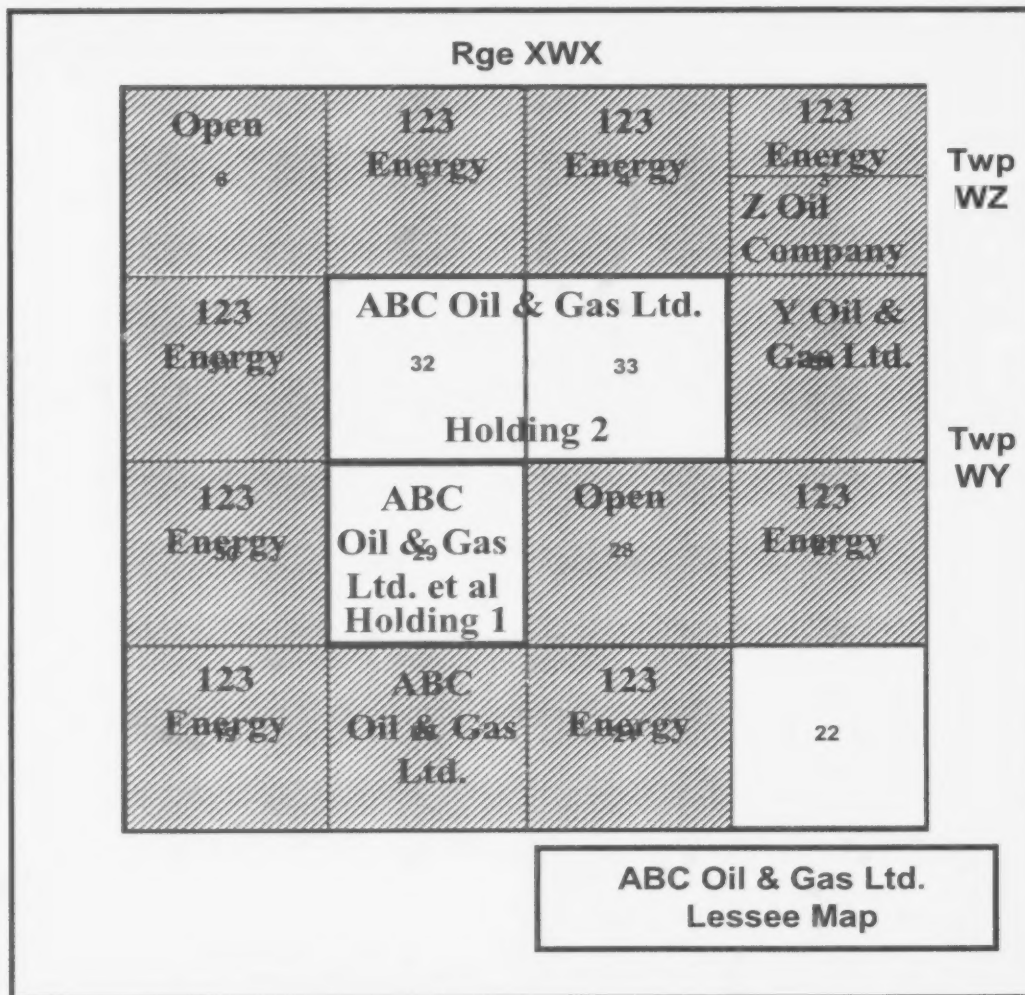 Rge XWX
Open
6
123
Energy
123
Energy
123
Energy
Z Oil
Company
Twp
WZ
123
Energy
ABC Oil & Gas Ltd.
32
33
Holding 2
Y Oil &
Gas Ltd.
Twp
WY
123
Energy
ABC
Oil & Gas
29
Ltd. et al
Holding 1
Open
28
123
Energy
123
Energy
ABC
Oil & Gas
Ltd.
123
Energy
22
ABC Oil & Gas Ltd.
Lessee Map